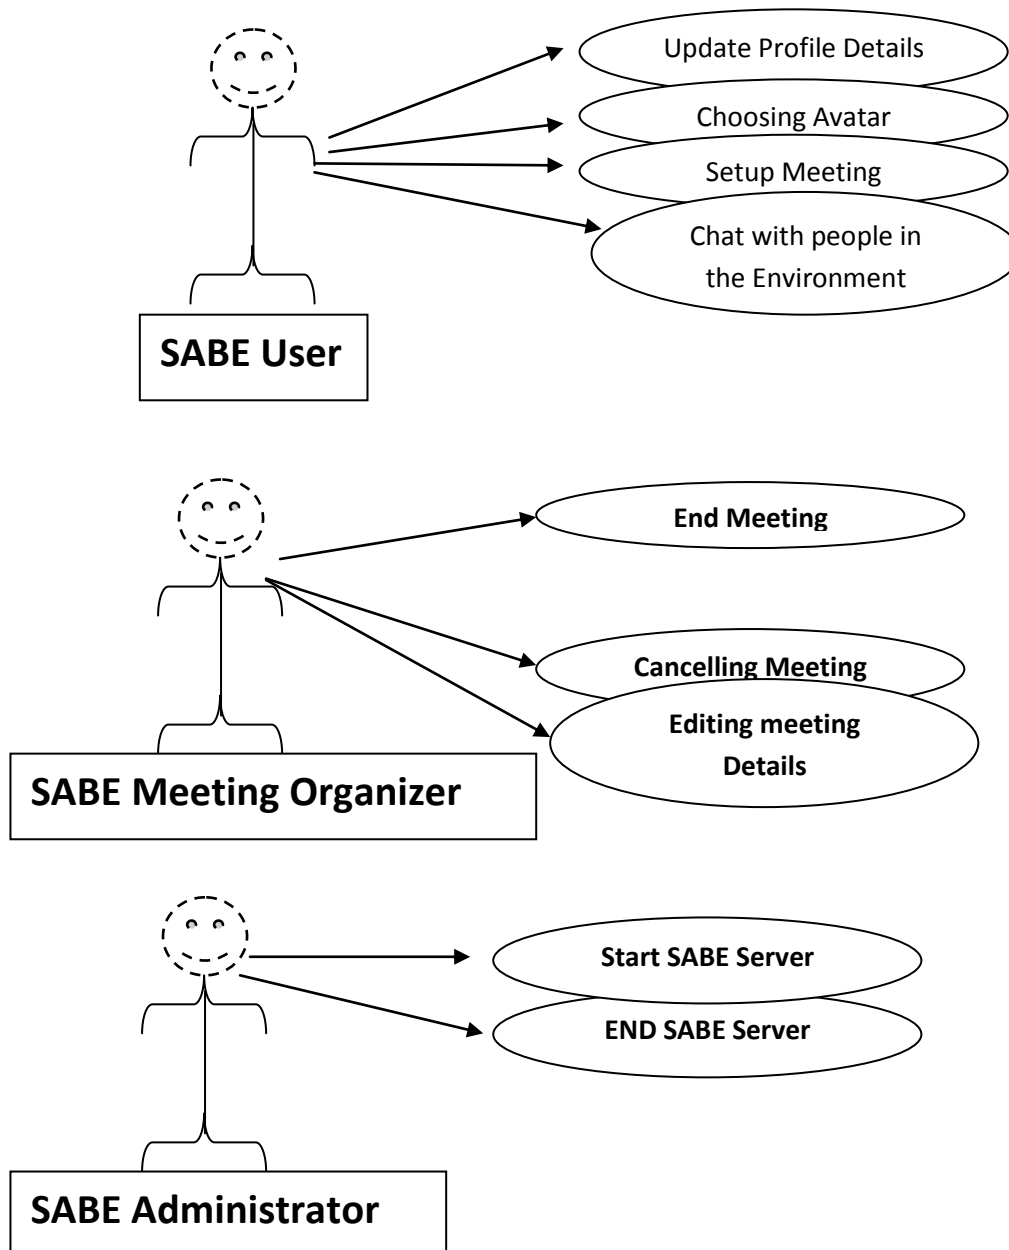 Update Profile Details
Choosing Avatar
Setup Meeting
Chat with people in
the Environment
SABE User
End Meeting
Cancelling Meeting
Editing meeting
Details
SABE Meeting Organizer
Start SABE Server
END SABE Server
SABE Administrator